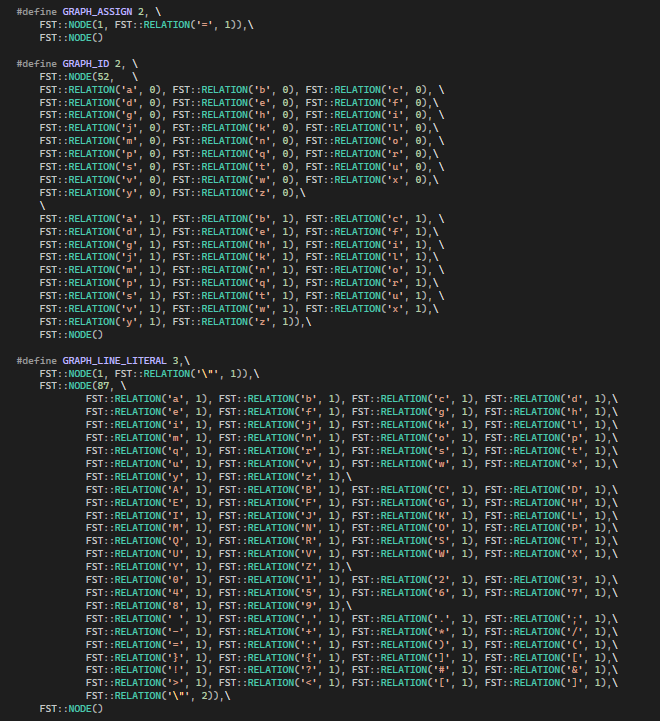 #define GRAPH_ASSIGN 2, \
FST::NODE(1, FST::RELATION('=', 1)),\
FST::NODE()
#define GRAPH_ID 2, \
FST::NODE(52,   \
FST::RELATION('a', 0), FST::RELATION('b', 0), FST::RELATION('c', 0), \
FST::RELATION('d', 0), FST::RELATION('e', 0), FST::RELATION('f', 0),\
FST::RELATION('g', 0), FST::RELATION('h', 0), FST::RELATION('i', 0), \
FST::RELATION('j', 0), FST::RELATION('k', 0), FST::RELATION('l', 0),\
FST::RELATION('m', 0), FST::RELATION('n', 0), FST::RELATION('o', 0), \
FST::RELATION('p', 0), FST::RELATION('q', 0), FST::RELATION('r', 0),\
FST::RELATION('s', 0), FST::RELATION('t', 0), FST::RELATION('u', 0), \
FST::RELATION('v', 0), FST::RELATION('w', 0), FST::RELATION('x', 0),\
FST::RELATION('y', 0), FST::RELATION('z', 0),\
\
FST::RELATION('a', 1), FST::RELATION('b', 1), FST::RELATION('c', 1), \
FST::RELATION('d', 1), FST::RELATION('e', 1), FST::RELATION('f', 1),\
FST::RELATION('g', 1), FST::RELATION('h', 1), FST::RELATION('i', 1), \
FST::RELATION('j', 1), FST::RELATION('k', 1), FST::RELATION('l', 1),\
FST::RELATION('m', 1), FST::RELATION('n', 1), FST::RELATION('o', 1), \
FST::RELATION('p', 1), FST::RELATION('q', 1), FST::RELATION('r', 1),\
FST::RELATION('s', 1), FST::RELATION('t', 1), FST::RELATION('u', 1), \
FST::RELATION('v', 1), FST::RELATION('w', 1), FST::RELATION('x', 1),\
FST::RELATION('y', 1), FST::RELATION('z', 1)),\
FST::NODE()
#define GRAPH_LINE_LITERAL 3,\
FST::NODE(1, FST::RELATION('\"', 1)),\
FST::NODE(87, \
FST::RELATION('a', 1), FST::RELATION('b', 1), FST::RELATION('c', 1), FST::RELATION('d', 1),\
FST::RELATION('e', 1), FST::RELATION('f', 1), FST::RELATION('g', 1), FST::RELATION('h', 1),\
FST::RELATION('i', 1), FST::RELATION('j', 1), FST::RELATION('k', 1), FST::RELATION('l', 1),\
FST::RELATION('m', 1), FST::RELATION('n', 1), FST::RELATION('o', 1), FST::RELATION('p', 1),\
FST::RELATION('q', 1), FST::RELATION('r', 1), FST::RELATION('s', 1), FST::RELATION('t', 1),\
FST::RELATION('u', 1), FST::RELATION('v', 1), FST::RELATION('w', 1), FST::RELATION('x', 1),\
FST::RELATION('y', 1), FST::RELATION('z', 1),\
FST::RELATION('A', 1), FST::RELATION('B', 1), FST::RELATION('C', 1), FST::RELATION('D', 1),\
FST::RELATION('E', 1), FST::RELATION('F', 1), FST::RELATION('G', 1), FST::RELATION('H', 1),\
FST::RELATION('I', 1), FST::RELATION('J', 1), FST::RELATION('K', 1), FST::RELATION('L', 1),\
FST::RELATION('M', 1), FST::RELATION('N', 1), FST::RELATION('O', 1), FST::RELATION('P', 1),\
FST::RELATION('Q', 1), FST::RELATION('R', 1), FST::RELATION('S', 1), FST::RELATION('T', 1),\
FST::RELATION('U', 1), FST::RELATION('V', 1), FST::RELATION('W', 1), FST::RELATION('X', 1),\
FST::RELATION('Y', 1), FST::RELATION('Z', 1),\
FST::RELATION('0', 1), FST::RELATION('1', 1), FST::RELATION('2', 1), FST::RELATION('3', 1),\
FST::RELATION('4', 1), FST::RELATION('5', 1), FST::RELATION('6', 1), FST::RELATION('7', 1),\
FST::RELATION('8', 1), FST::RELATION('9', 1),\
FST::RELATION(' ', 1), FST::RELATION(',', 1), FST::RELATION('.', 1), FST::RELATION(';', 1),\
FST::RELATION('-', 1), FST::RELATION('+', 1), FST::RELATION('*', 1), FST::RELATION('/', 1),\
FST::RELATION('=', 1), FST::RELATION(':', 1), FST::RELATION(')', 1), FST::RELATION('(', 1),\
FST::RELATION('}', 1), FST::RELATION('{', 1), FST::RELATION(']', 1), FST::RELATION('[', 1),\
FST::RELATION('!', 1), FST::RELATION('?', 1), FST::RELATION('#', 1), FST::RELATION('&', 1),\
FST::RELATION('>', 1), FST::RELATION('<', 1), FST::RELATION('[', 1), FST::RELATION(']', 1),\
FST::RELATION('\"', 2)),\
FST::NODE()